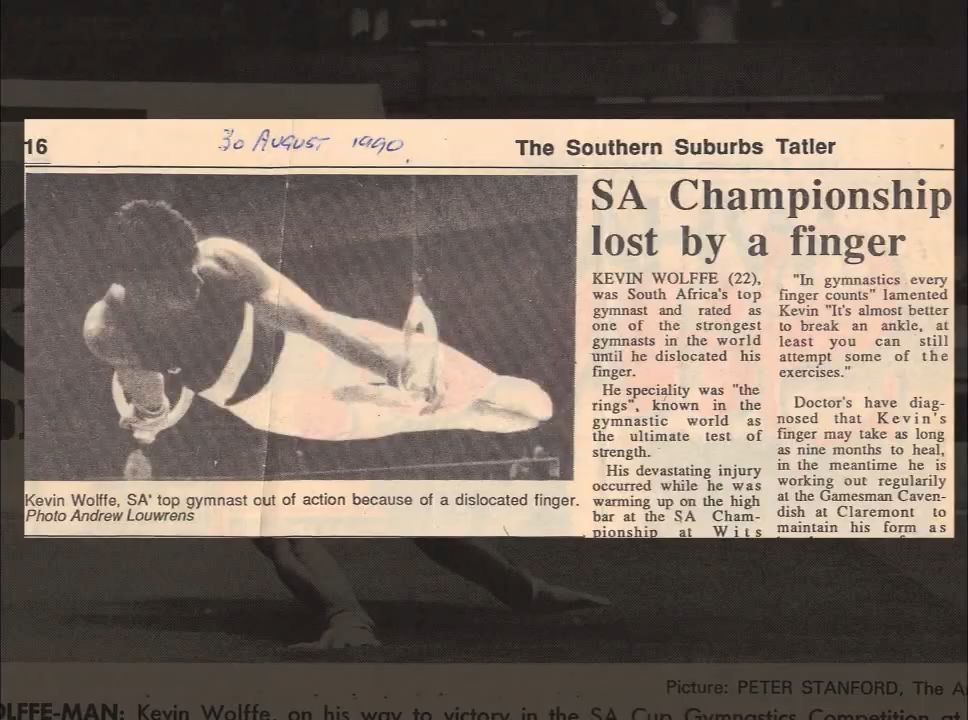 16
30 August 1990
The Southern Suburbs Tatler
SA Championship
lost by a finger
KEVIN WOLFFE (22),
was South Africa's top
gymnast and rated as
one of the strongest
gymnasts in the world
until he dislocated his
finger.
He speciality was "the
rings", known in the
gymnastic world as
the ultimate test of
strength.
His devastating injury
occurred while he was
warming up on the high
bar at the SA Cham-
pionship at Wits
"In gymnastics every
finger counts" lamented
Kevin "It's almost better
to break an ankle, at
least you can still
attempt some of the
exercises."
Doctor's have diag-
nosed that Kevin's
finger may take as long
as nine months to heal,
in the meantime he is
working out regularly
at the Gamesman Caven-
dish at Claremont to
maintain his form as
Kevin Wolffe, SA' top gymnast out of action because of a dislocated finger.
Photo Andrew Louwrens
Picture: PETER STANFORD, The A
OLFFE-MAN: Kevin Wolffe, on his way to victory in the SA Cup Gymnastics Competition at